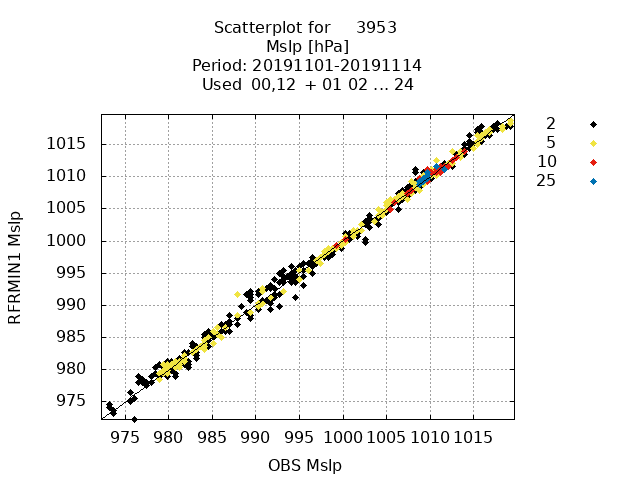 Scatterplot for 3953
Mslp [hPa]
Period: 20191101-20191114
Used 00,12 + 01 02 ... 24
2
5
10
25
1015
1010
1005
1000
995
990
985
980
975
RFRMIN1 Mslp
975 980 985 990 995 1000 1005 1010 1015
OBS Mslp